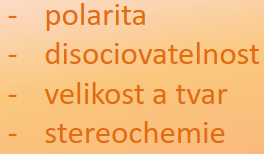 - polarita
- disociovatelnost
- velikost a tvar
- stereochemie